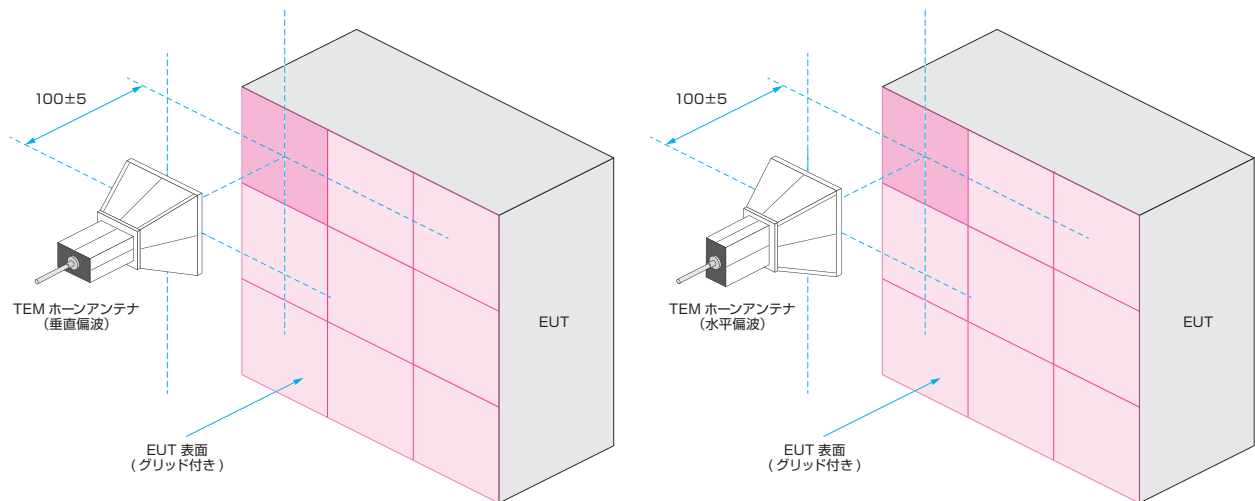 100±5
TEM ホーンアンテナ
(垂直偏波)
EUT
EUT 表面
( グリッド付き )
100±5
TEM ホーンアンテナ
(水平偏波)
EUT
EUT 表面
( グリッド付き )